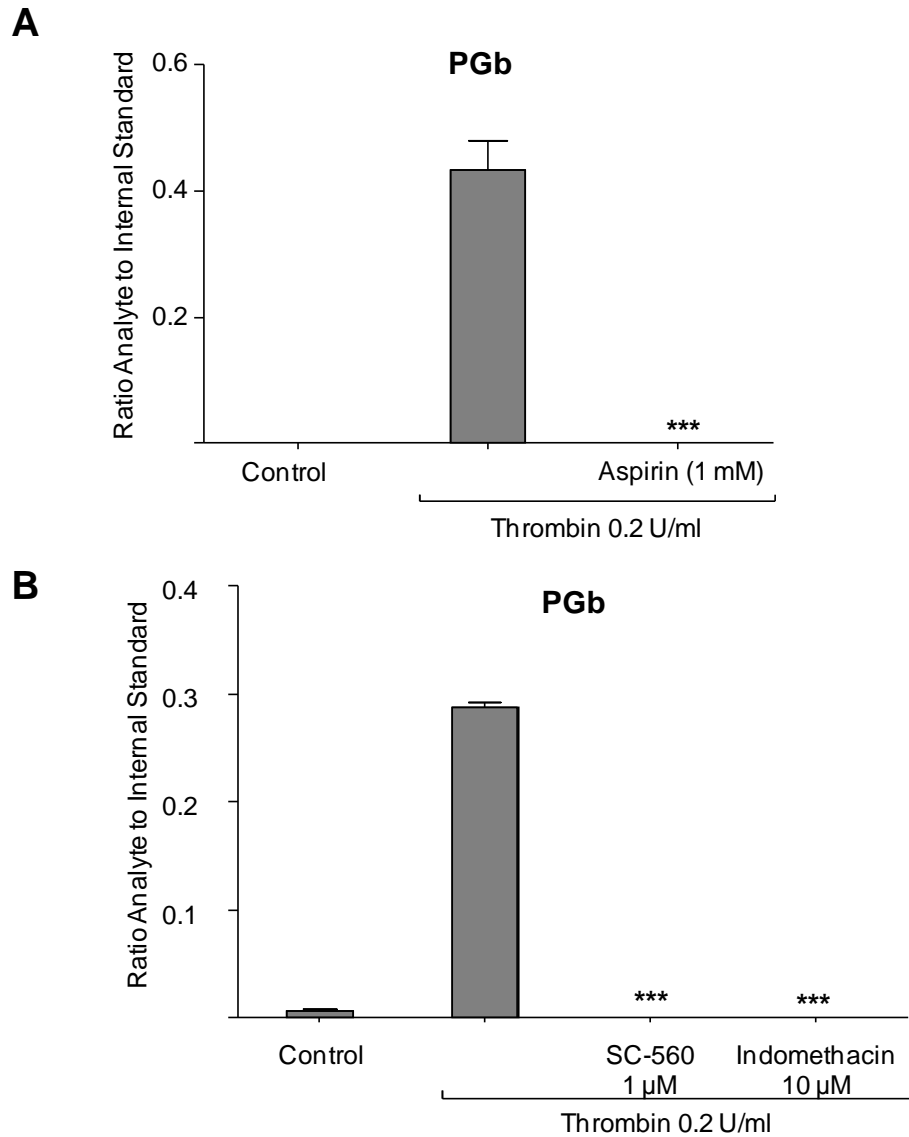 A
PGb
Ratio Analyte to Internal Standard
0.6
0.4
0.2
Control
Aspirin (1 mM)
***
Thrombin 0.2 U/ml
B
PGb
Ratio Analyte to Internal Standard
0.4
0.3
0.2
0.1
*** ***
Control SC-560 Indomethacin
1 µM 10 µM
Thrombin 0.2 U/ml